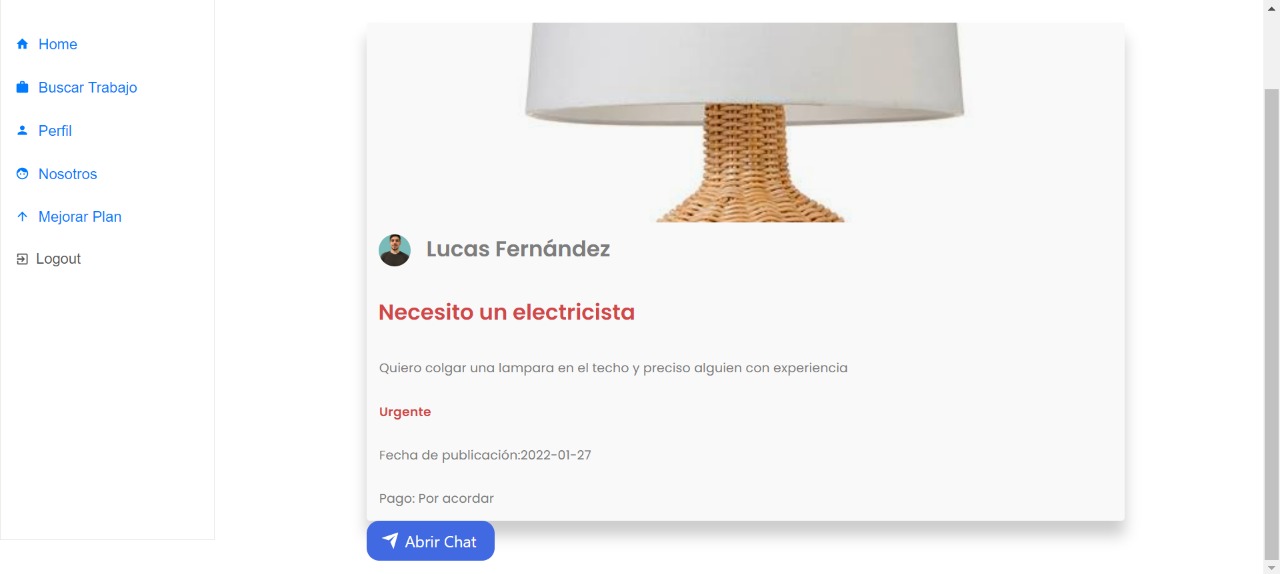 Home
Buscar Trabajo
Perfil
Nosotros
Mejorar Plan
Logout
Lucas Fernández
Necesito un electricista
Quiero colgar una lampara en el techo y preciso alguien con experiencia
Urgente
Fecha de publicación:2022-01-27
Pago: Por acordar
Abrir Chat